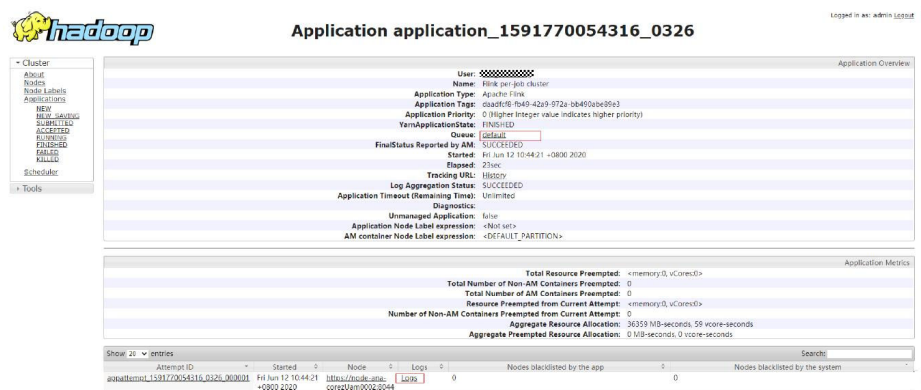 Logged in as: admin Logout
hadoop
Application application_1591770054316_0326
Cluster
About
Nodes
Node Labels
Applications
NEW
NEW_SAVING
SUBMITTED
ACCEPTED
RUNNING
FINISHED
FAILED
KILLED
Scheduler
Tools
Application Overview
User:
Name: Flink per-job cluster
Application Type: Apache Flink
Application Tags: daadfcf8-fb49-42a9-972a-bb490abe89e3
Application Priority: 0 (Higher Integer value indicates higher priority)
YarnApplicationState: FINISHED
Queue: default
FinalStatus Reported by AM: SUCCEEDED
Started: Fri Jun 12 10:44:21 +0800 2020
Elapsed: 23sec
Tracking URL: History
Log Aggregation Status: SUCCEEDED
Application Timeout (Remaining Time): Unlimited
Diagnostics:
Unmanaged Application: false
Application Node Label expression: <Not set>
AM container Node Label expression: <DEFAULT_PARTITION>
Application Metrics
Total Resource Preempted: <memory:0, vCores:0>
Total Number of Non-AM Containers Preempted: 0
Total Number of AM Containers Preempted: 0
Resource Preempted from Current Attempt: <memory:0, vCores:0>
Number of Non-AM Containers Preempted from Current Attempt: 0
Aggregate Resource Allocation: 36359 MB-seconds, 59 vcore-seconds
Aggregate Preempted Resource Allocation: 0 MB-seconds, 0 vcore-seconds
Show 20 entries Search:
Attempt ID Started Node Logs Nodes blacklisted by the app Nodes blacklisted by the system
appattempt_1591770054316_0326_000001 Fri Jun 12 10:44:21 https://node-ana- Logs 0 0
+0800 2020 corezUam0002:8044